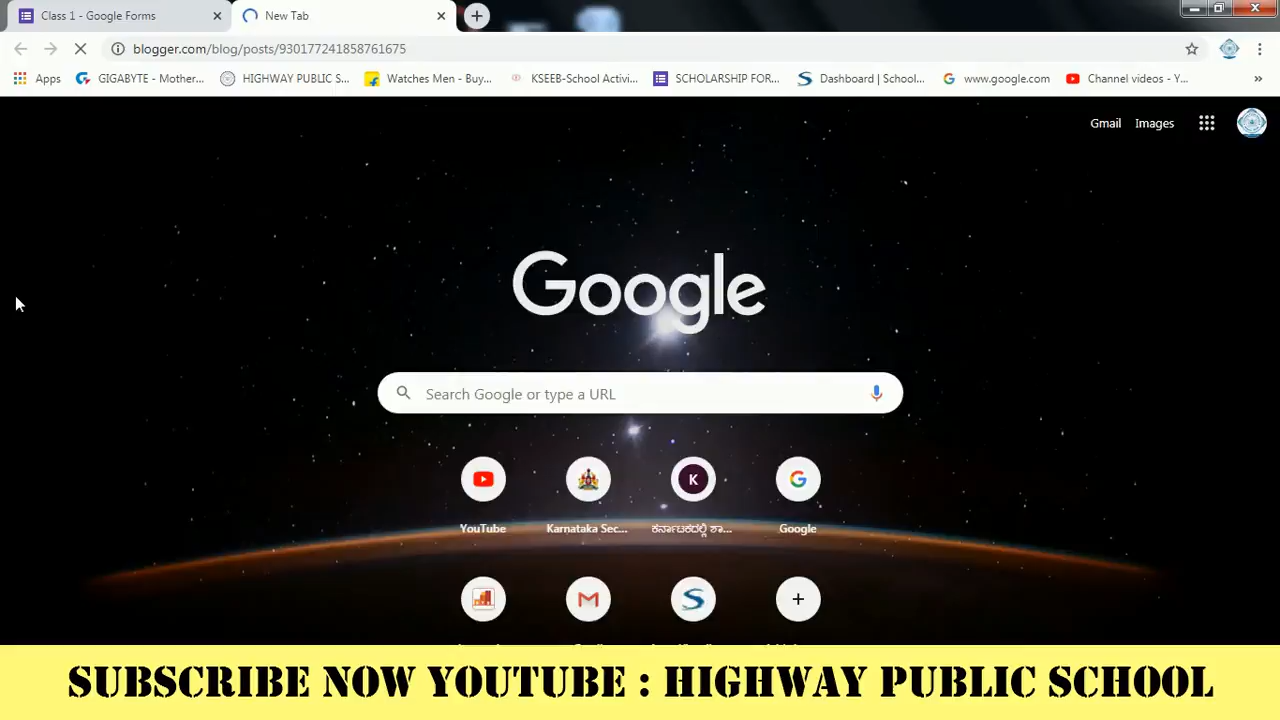 Class 1 - Google Forms
New Tab
blogger.com/blog/posts/930177241858761675
Apps
GIGABYTE - Mother...
HIGHWAY PUBLIC S...
Watches Men - Buy...
KSEEB-School Activi...
SCHOLARSHIP FOR...
Dashboard | School...
www.google.com
Channel videos - Y...
Gmail
Images
Google
Search Google or type a URL
K
YouTube
Karnataka Sec...
ಕರ್ನಾಟಕದಲ್ಲಿ ಶಾ...
Google
SUBSCRIBE NOW YOUTUBE : HIGHWAY PUBLIC SCHOOL